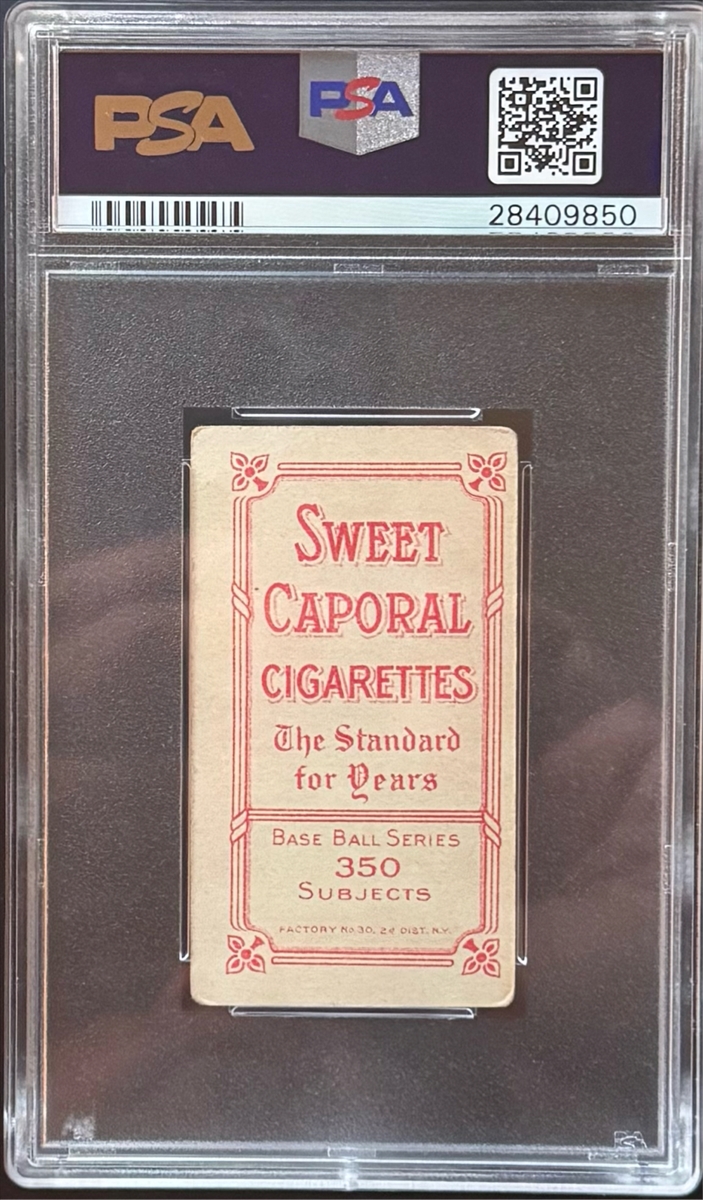 PSA
PSA
28409850
SWEET
CAPORAL
CIGARETTES
The Standard
for Years
BASE BALL SERIES
350
SUBJECTS
FACTORY No. 30, 2d DIST. N.Y.
PSA